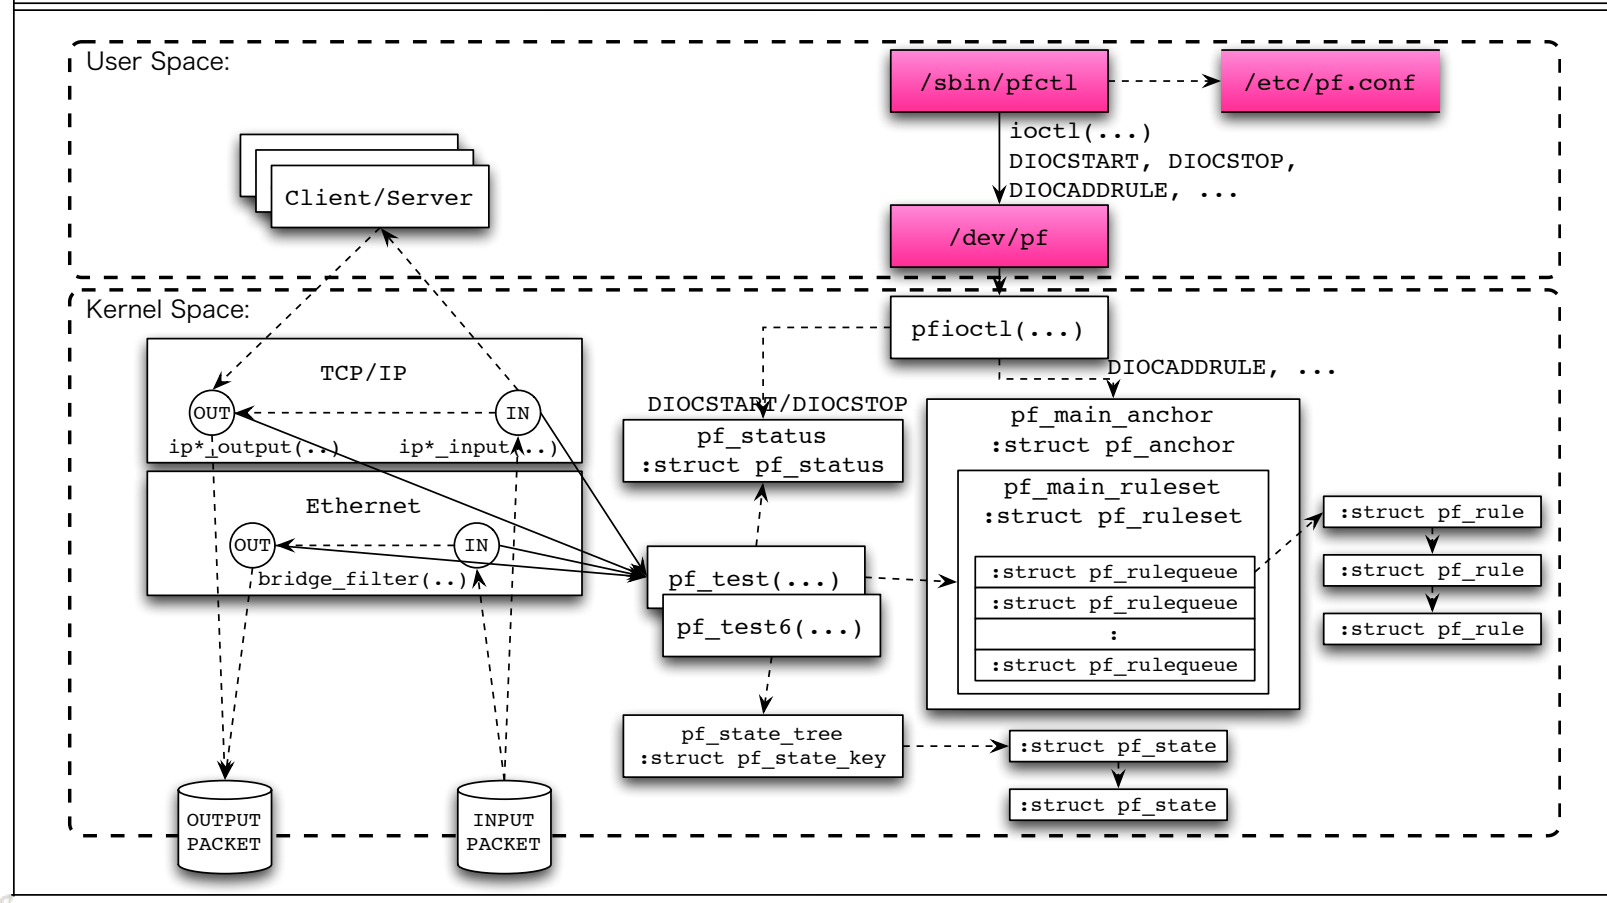 User Space:
/sbin/pfctl
/etc/pf.conf
ioctl(...)
DIOCSTART, DIOCSTOP,
DIOCADDRULE, ...
Client/Server
/dev/pf
Kernel Space:
pfioctl(...)
DIOCADDRULE, ...
TCP/IP
OUT
IN
ip*_output(..)
ip*_input(..)
DIOCSTART/DIOCSTOP
pf_status
:struct pf_status
pf_main_anchor
:struct pf_anchor
pf_main_ruleset
:struct pf_ruleset
Ethernet
OUT
IN
bridge_filter(..)
pf_test(...)
pf_test6(...)
:struct pf_rulequeue
:struct pf_rulequeue
:
:struct pf_rulequeue
:struct pf_rule
:struct pf_rule
:struct pf_rule
pf_state_tree
:struct pf_state_key
:struct pf_state
:struct pf_state
OUTPUT
PACKET
INPUT
PACKET